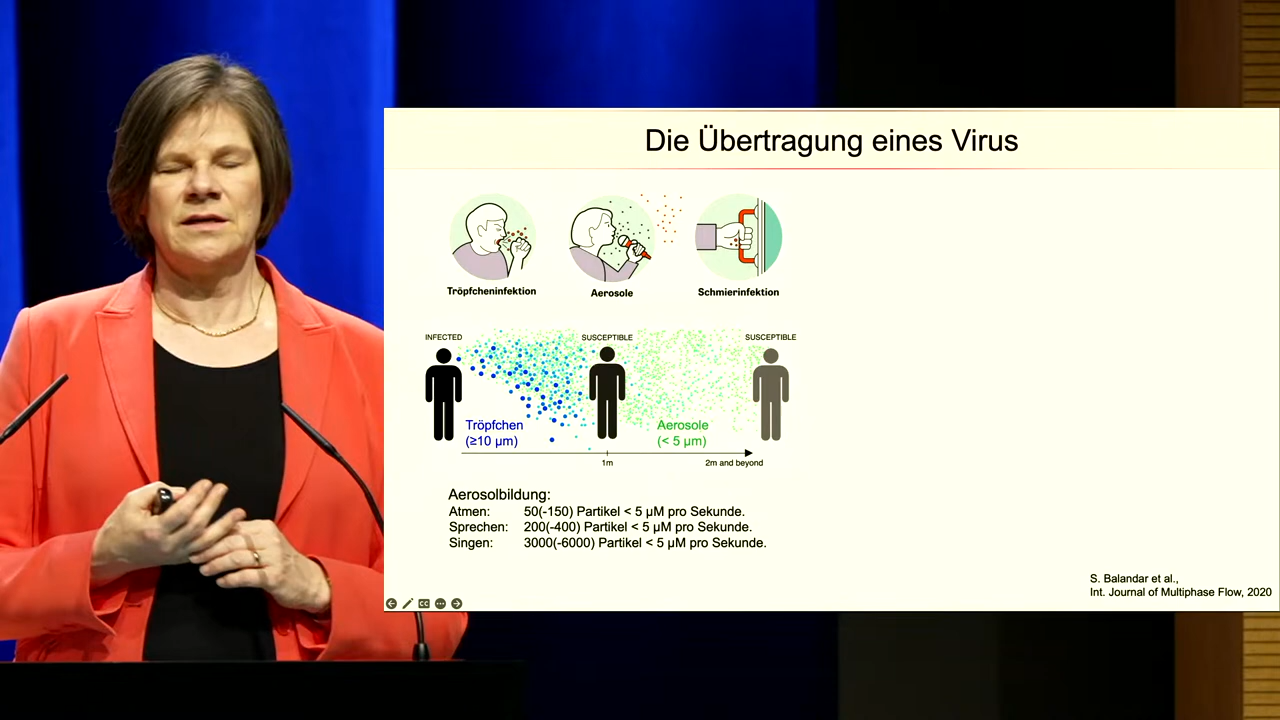 Die Übertragung eines Virus
Tröpfcheninfektion
Aerosole
Schmierinfektion
INFECTED
SUSCEPTIBLE
SUSCEPTIBLE
Tröpfchen
(≥10 µm)
Aerosole
(< 5 µm)
1m
2m and beyond
Aerosolbildung:
Atmen: 50(-150) Partikel < 5 µM pro Sekunde.
Sprechen: 200(-400) Partikel < 5 µM pro Sekunde.
Singen: 3000(-6000) Partikel < 5 µM pro Sekunde.
S. Balandar et al.,
Int. Journal of Multiphase Flow, 2020
CC